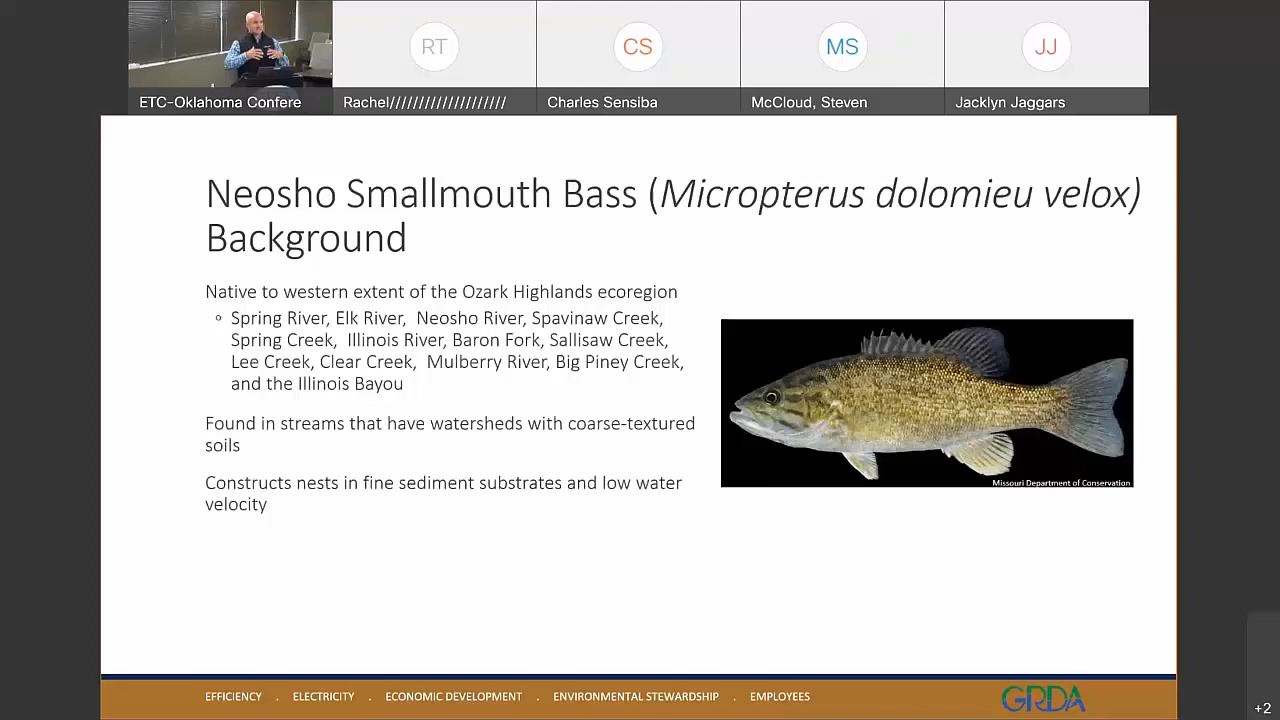 RT
CS
MS
JJ
ETC-Oklahoma Confere
Rachel////////////////////
Charles Sensiba
McCloud, Steven
Jacklyn Jaggars
Neosho Smallmouth Bass (Micropterus dolomieu velox)
Background
Native to western extent of the Ozark Highlands ecoregion
Spring River, Elk River, Neosho River, Spavinaw Creek,
Spring Creek, Illinois River, Baron Fork, Sallisaw Creek,
Lee Creek, Clear Creek, Mulberry River, Big Piney Creek,
and the Illinois Bayou
Found in streams that have watersheds with coarse-textured
soils
Constructs nests in fine sediment substrates and low water
velocity
Missouri Department of Conservation
EFFICIENCY . ELECTRICITY . ECONOMIC DEVELOPMENT . ENVIRONMENTAL STEWARDSHIP . EMPLOYEES
GRDA
+2